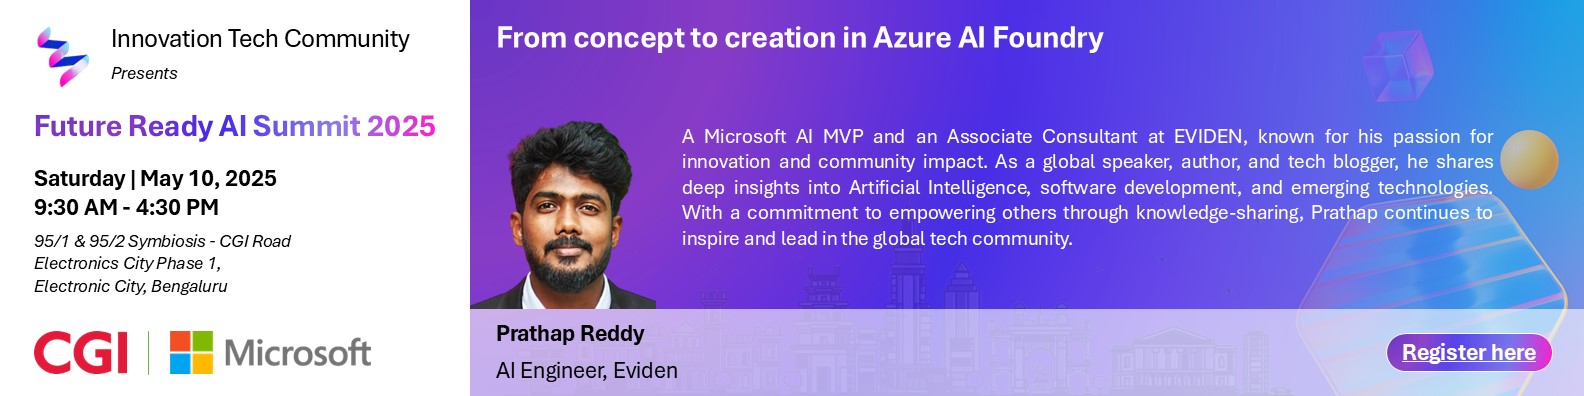 Innovation Tech Community
Presents
Future Ready AI Summit 2025
Saturday | May 10, 2025
9:30 AM - 4:30 PM
95/1 & 95/2 Symbiosis - CGI Road
Electronics City Phase 1,
Electronic City, Bengaluru
CGI
Microsoft
From concept to creation in Azure AI Foundry
A Microsoft AI MVP and an Associate Consultant at EVIDEN, known for his passion for
innovation and community impact. As a global speaker, author, and tech blogger, he shares
deep insights into Artificial Intelligence, software development, and emerging technologies.
With a commitment to empowering others through knowledge-sharing, Prathap continues to
inspire and lead in the global tech community.
Prathap Reddy
AI Engineer, Eviden
Register here